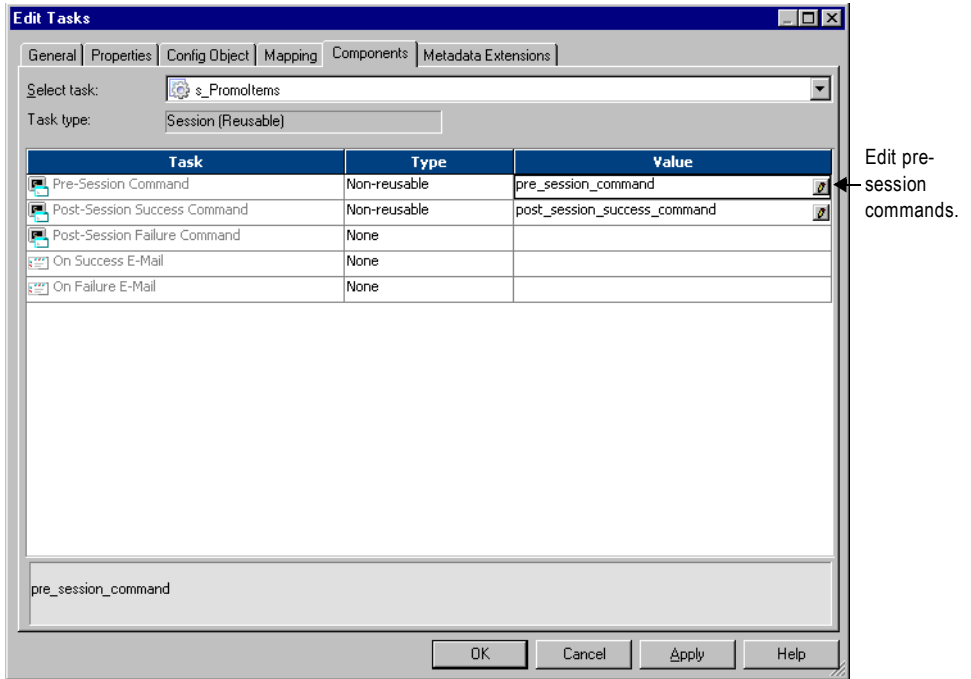 Edit Tasks
General Properties Config Object Mapping Components Metadata Extensions
Select task: s_PromoItems
Task type: Session (Reusable)
Task Type Value
Pre-Session Command Non-reusable pre_session_command
Post-Session Success Command Non-reusable post_session_success_command
Post-Session Failure Command None
On Success E-Mail None
On Failure E-Mail None
Edit pre-
session
commands.
pre_session_command
OK Cancel Apply Help